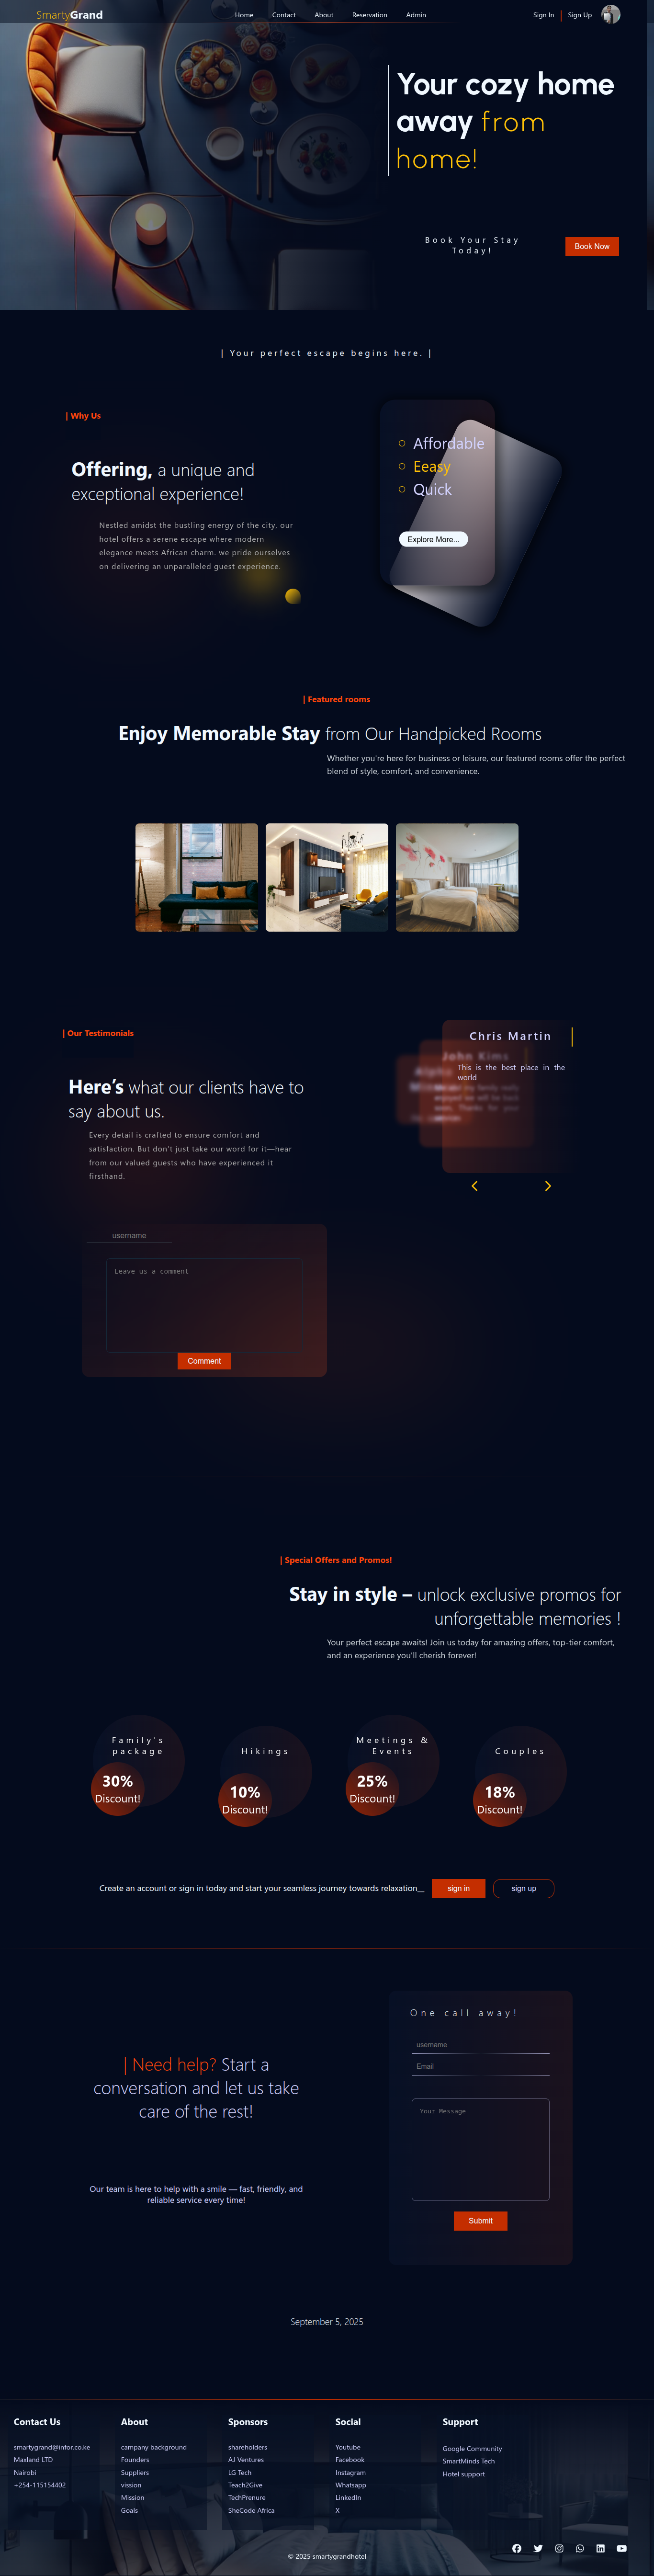 SmartyGrand
Home Contact About Reservation Admin
Sign In | Sign Up
Your cozy home
away from
home!
Book Your Stay
Today!
Book Now
| Your perfect escape begins here. |
| Why Us
Offering, a unique and
exceptional experience!
Nestled amidst the bustling energy of the city, our
hotel offers a serene escape where modern
elegance meets African charm. we pride ourselves
on delivering an unparalleled guest experience.
Affordable
Eeasy
Quick
Explore More...
| Featured rooms
Enjoy Memorable Stay from Our Handpicked Rooms
Whether you're here for business or leisure, our featured rooms offer the perfect
blend of style, comfort, and convenience.
| Our Testimonials
Here's what our clients have to
say about us.
Every detail is crafted to ensure comfort and
satisfaction. But don't just take our word for it—hear
from our valued guests who have experienced it
firsthand.
Chris Martin
This is the best place in the
world
John Kims
username
Leave us a comment
Comment
| Special Offers and Promos!
Stay in style – unlock exclusive promos for
unforgettable memories !
Your perfect escape awaits! Join us today for amazing offers, top-tier comfort,
and an experience you'll cherish forever!
Family's
package
30%
Discount!
Hikings
10%
Discount!
Meetings &
Events
25%
Discount!
Couples
18%
Discount!
Create an account or sign in today and start your seamless journey towards relaxation__
sign in
sign up
| Need help? Start a
conversation and let us take
care of the rest!
Our team is here to help with a smile — fast, friendly, and
reliable service every time!
One call away!
username
Email
Your Message
Submit
September 5, 2025
Contact Us
smartygrand@infor.co.ke
Maxland LTD
Nairobi
+254-115154402
About
campany background
Founders
Suppliers
vission
Mission
Goals
Sponsors
shareholders
AJ Ventures
LG Tech
Teach2Give
TechPrenure
SheCode Africa
Social
Youtube
Facebook
Instagram
Whatsapp
LinkedIn
X
Support
Google Community
SmartMinds Tech
Hotel support
© 2025 smartygrandhotel